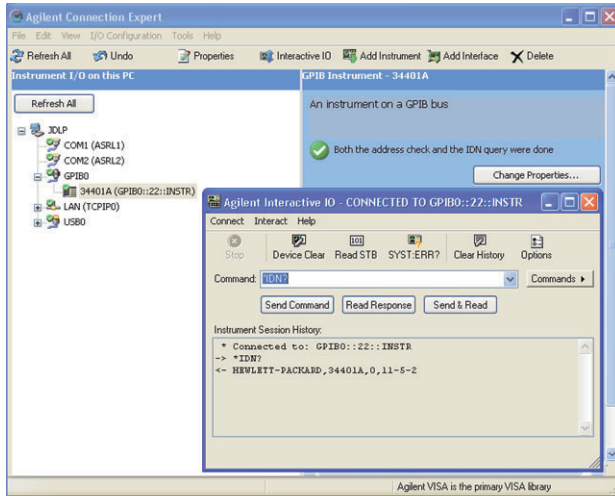 Agilent Connection Expert
File Edit View I/O Configuration Tools Help
Refresh All Undo Properties Interactive IO Add Instrument Add Interface Delete
Instrument I/O on this PC
Refresh All
JDLP
COM1 (ASRL1)
COM2 (ASRL2)
GPIB0
34401A (GPIB0::22::INSTR)
LAN (TCPIP0)
USB0
GPIB Instrument - 34401A
An instrument on a GPIB bus
Both the address check and the IDN query were done
Change Properties...
Agilent Interactive IO - CONNECTED TO GPIB0::22::INSTR
Connect Interact Help
Stop Device Clear Read STB SYST:ERR? Clear History Options
101
Command: *IDN? Commands
Send Command Read Response Send & Read
Instrument Session History:
* Connected to: GPIB0::22::INSTR
-> *IDN?
<- HEWLETT-PACKARD,34401A,0,11-5-2
Agilent VISA is the primary VISA library